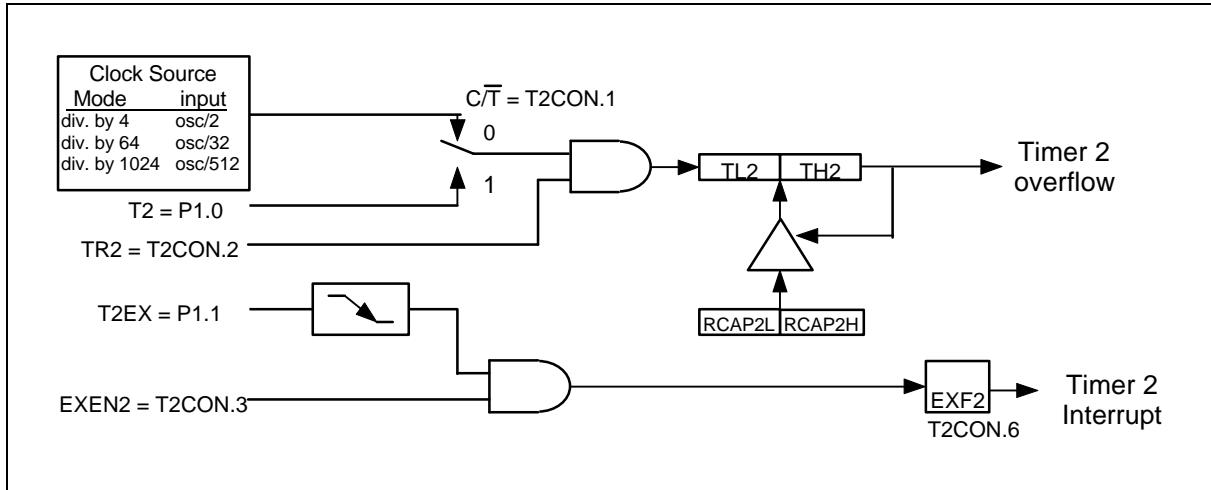 Clock Source
Mode input
div. by 4 osc/2
div. by 64 osc/32
div. by 1024 osc/512
C/T̅ = T2CON.1
0
1
T2 = P1.0
TR2 = T2CON.2
TL2 TH2
Timer 2
overflow
T2EX = P1.1
RCAP2L RCAP2H
EXEN2 = T2CON.3
EXF2
T2CON.6
Timer 2
Interrupt